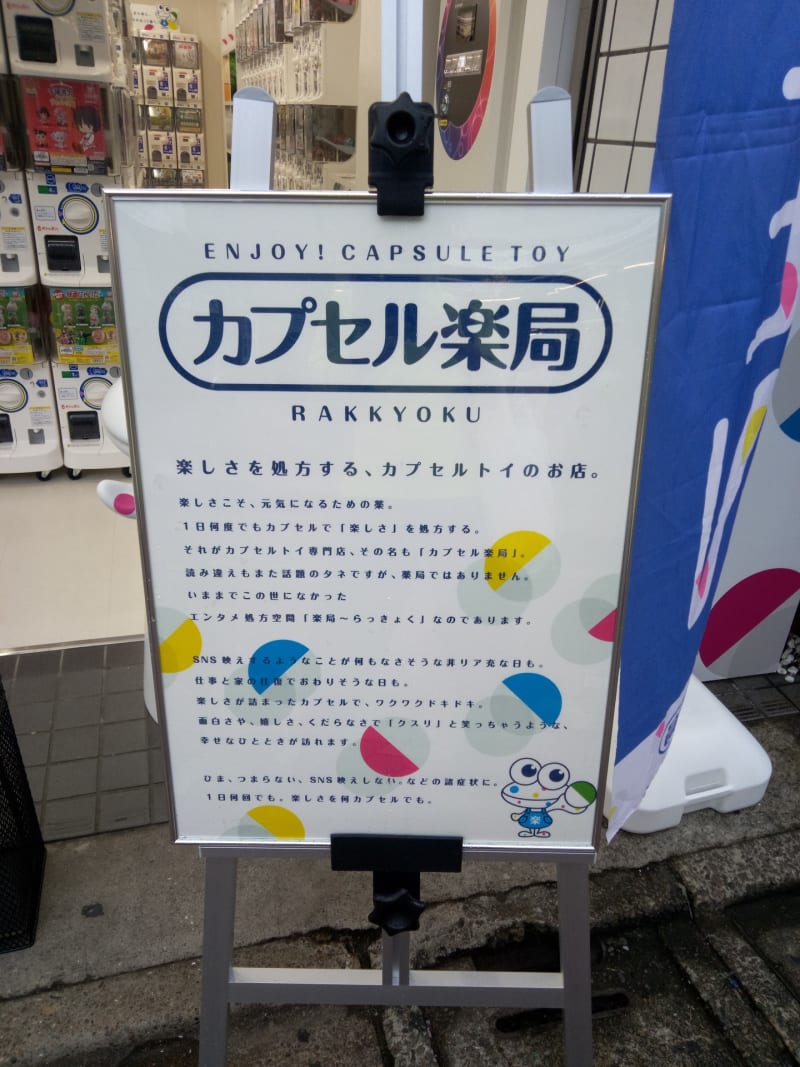 ENJOY! CAPSULE TOY
カプセル楽局
RAKKYOKU
楽しさを処方する、カプセルトイのお店。
楽しさこそ、元気になるための薬。
1日何度でもカプセルで「楽しさ」を処方する。
それがカプセルトイ専門店、その名も「カプセル楽局」。
読み違えもまた話題のタネですが、薬局ではありません。
いままでこの世になかった
エンタメ処方空間「楽局〜らっきょく」なのであります。
SNS映えするようなことが何もなさそうな非リア充な日も。
仕事と家の往復でおわりそうな日も。
楽しさが詰まったカプセルで、ワクワクドキドキ。
面白さや、嬉しさ、くだらなさで「クスリ」と笑っちゃうような、
幸せなひとときが訪れます。
ひま、つまらない、SNS映えしない。などの諸症状に。
1日何回でも。楽しさを何カプセルでも。
楽